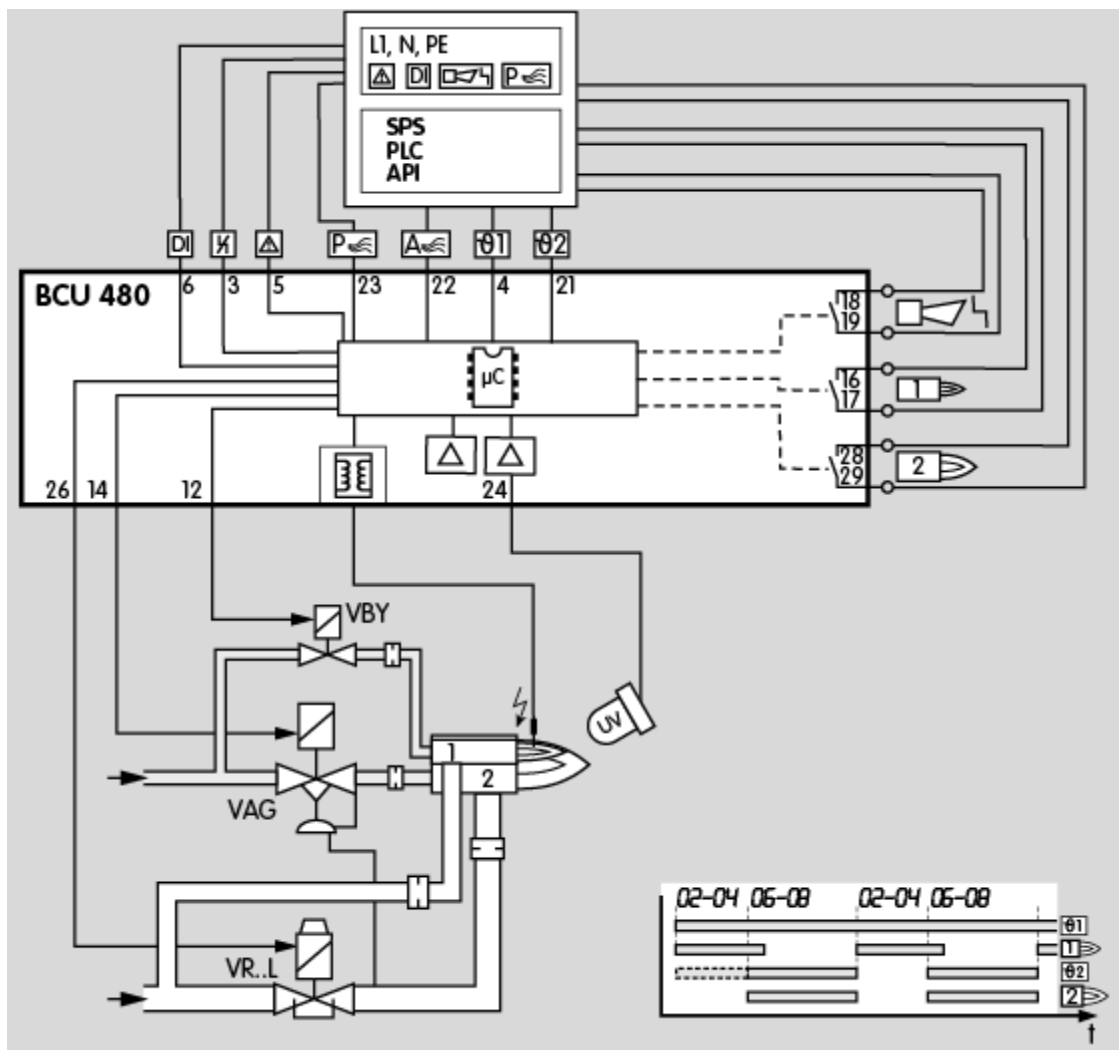 L1, N, PE
DI
P
SPS
PLC
API
DI
P
A
ϑ1
ϑ2
BCU 480
6
3
5
23
22
4
21
18
19
µC
16
17
1
28
29
2
26
14
12
24
VBY
UV
1
2
VAG
VR..L
02-04 06-08 02-04 06-08
ϑ1
1
ϑ2
2
t